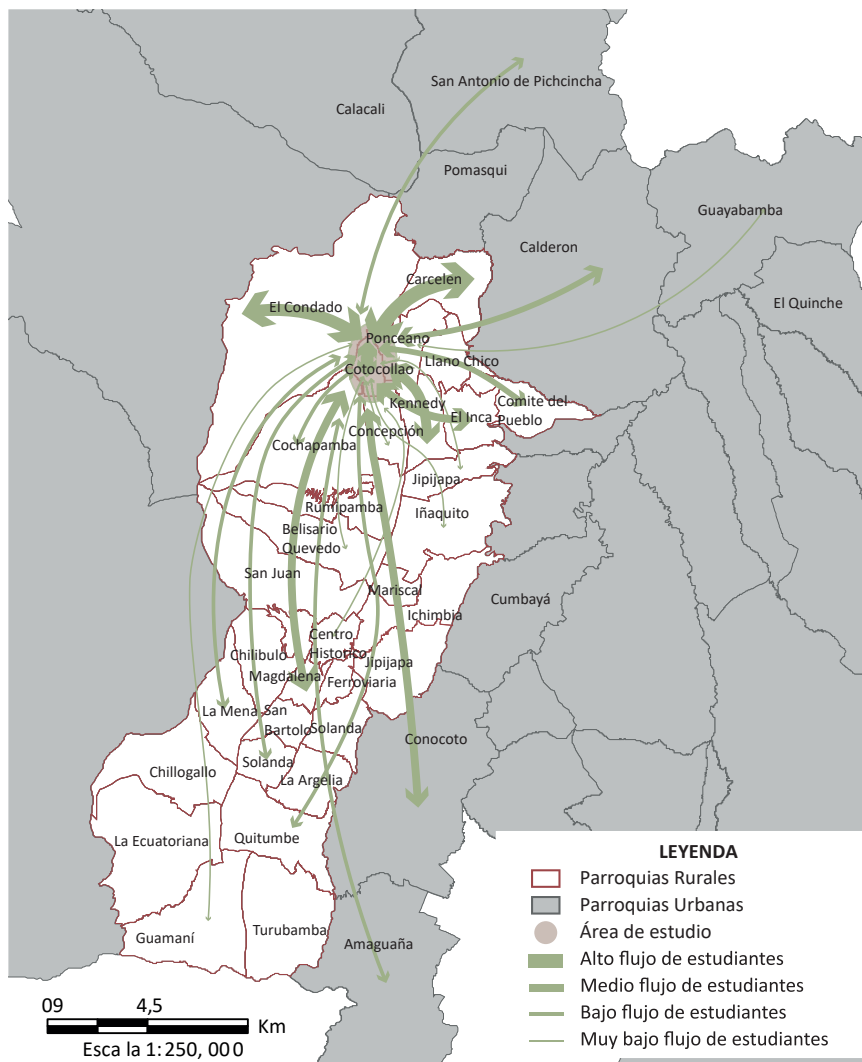 San Antonio de Pichcincha
Calacali
Pomasqui
Guayabamba
Calderon
El Quinche
Carcelen
El Condado
Ponceano
Llano Chico
Cotocollao
Kennedy
Comite del
Pueblo
El Inca
Concepción
Cochapamba
Jipijapa
Rumipamba
Iñaquito
Belisario
Quevedo
San Juan
Mariscal
Cumbayá
Ichimbia
Centro
Historico
Chilibulo
Jipijapa
Magdalena
Ferroviaria
La Mena
San
Bartolo
Solanda
Conocoto
Solanda
Chillogallo
La Argelia
La Ecuatoriana
Quitumbe
Guamaní
Turubamba
Amaguaña
LEYENDA
Parroquias Rurales
Parroquias Urbanas
Área de estudio
Alto flujo de estudiantes
Medio flujo de estudiantes
Bajo flujo de estudiantes
Muy bajo flujo de estudiantes
09 4,5
Km
Esca la 1: 250, 00 0